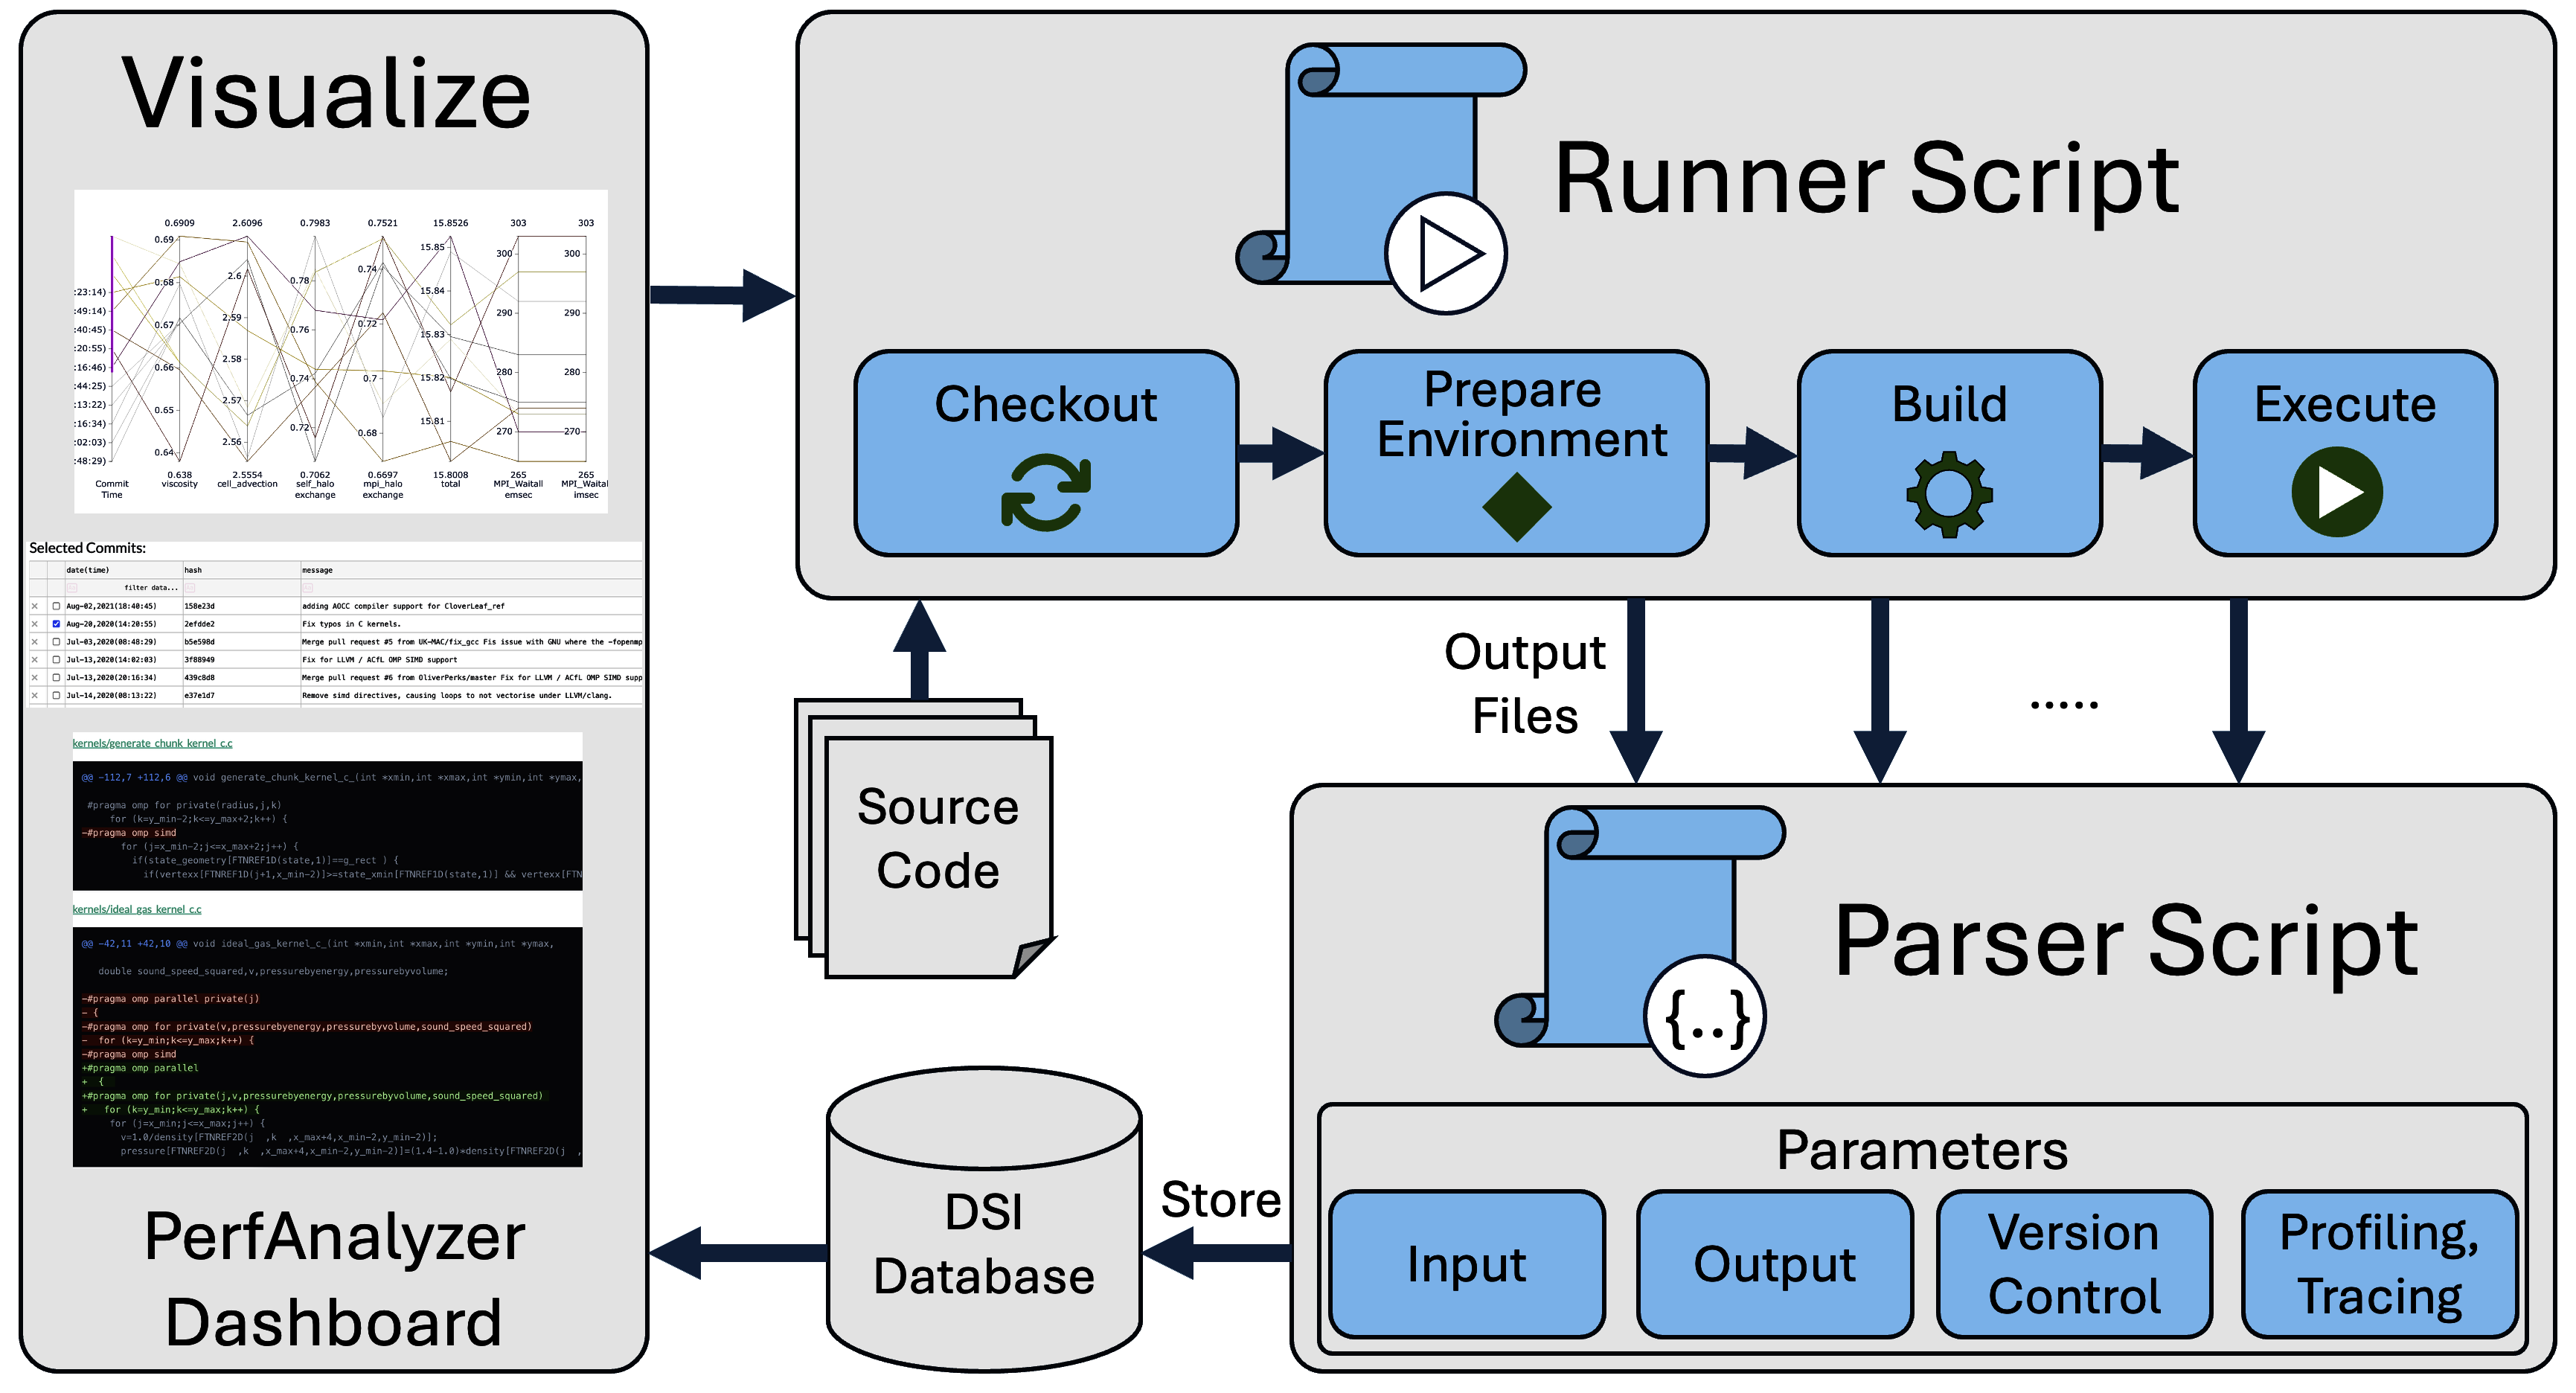 Visualize
0.6909 2.6096 0.7983 0.7521 15.8526 303 303
0.69 15.85 300 300
0.74
2.6 0.78 15.84
0.68
:23:14)
:49:14) 2.59 290 290
0.67 0.76 0.72 15.83
:40:45)
:20:55) 2.58
0.66 0.74 0.7 15.82 280 280
:16:46)
:44:25)
:13:22) 2.57
0.65
:16:34) 0.72 0.68 15.81 270 270
:02:03) 2.56
0.64
:48:29)
0.638 2.5554 0.7062 0.6697 15.8008 265 265
Commit viscosity cell_advection self_halo mpi_halo total MPI_Waitall MPI_Waital
Time exchange exchange emsec imsec
Selected Commits:
date(time) hash message
filter data...
Aug-02,2021(18:40:45) 158e23d adding AOCC compiler support for CloverLeaf_ref
Aug-20,2020(14:20:55) 2efdde2 Fix typos in C kernels.
Jul-03,2020(08:48:29) b5e598d Merge pull request #5 from UK-MAC/fix_gcc Fis issue with GNU where the -fopenmp
Jul-13,2020(14:02:03) 3f88949 Fix for LLVM / ACfL OMP SIMD support
Jul-13,2020(20:16:34) 439c8d8 Merge pull request #6 from OliverPerks/master Fix for LLVM / ACfL OMP SIMD supp
Jul-14,2020(08:13:22) e37e1d7 Remove simd directives, causing loops to not vectorise under LLVM/clang.
kernels/generate_chunk_kernel_c.c
@@ -112,7 +112,6 @@ void generate_chunk_kernel_c_(int *xmin,int *xmax,int *ymin,int *ymax,
#pragma omp for private(radius,j,k)
for (k=y_min-2;k<=y_max+2;k++) {
-#pragma omp simd
for (j=x_min-2;j<=x_max+2;j++) {
if(state_geometry[FTNREF1D(state,1)]==g_rect ) {
if(vertexx[FTNREF1D(j+1,x_min-2)]>=state_xmin[FTNREF1D(state,1)] && vertexx[FTN
kernels/ideal_gas_kernel_c.c
@@ -42,11 +42,10 @@ void ideal_gas_kernel_c_(int *xmin,int *xmax,int *ymin,int *ymax,
double sound_speed_squared,v,pressurebyenergy,pressurebyvolume;
-#pragma omp parallel private(j)
- {
-#pragma omp for private(v,pressurebyenergy,pressurebyvolume,sound_speed_squared)
- for (k=y_min;k<=y_max;k++) {
-#pragma omp simd
+#pragma omp parallel
+ {
+#pragma omp for private(j,v,pressurebyenergy,pressurebyvolume,sound_speed_squared)
+ for (k=y_min;k<=y_max;k++) {
for (j=x_min;j<=x_max;j++) {
v=1.0/density[FTNREF2D(j ,k ,x_max+4,x_min-2,y_min-2)];
pressure[FTNREF2D(j ,k ,x_max+4,x_min-2,y_min-2)]=(1.4-1.0)*density[FTNREF2D(j ,
PerfAnalyzer
Dashboard
Runner Script
Checkout
Prepare
Environment
Build
Execute
Output
Files
.....
Source
Code
Parser Script
{..}
Parameters
Input
Output
Version
Control
Profiling,
Tracing
Store
DSI
Database